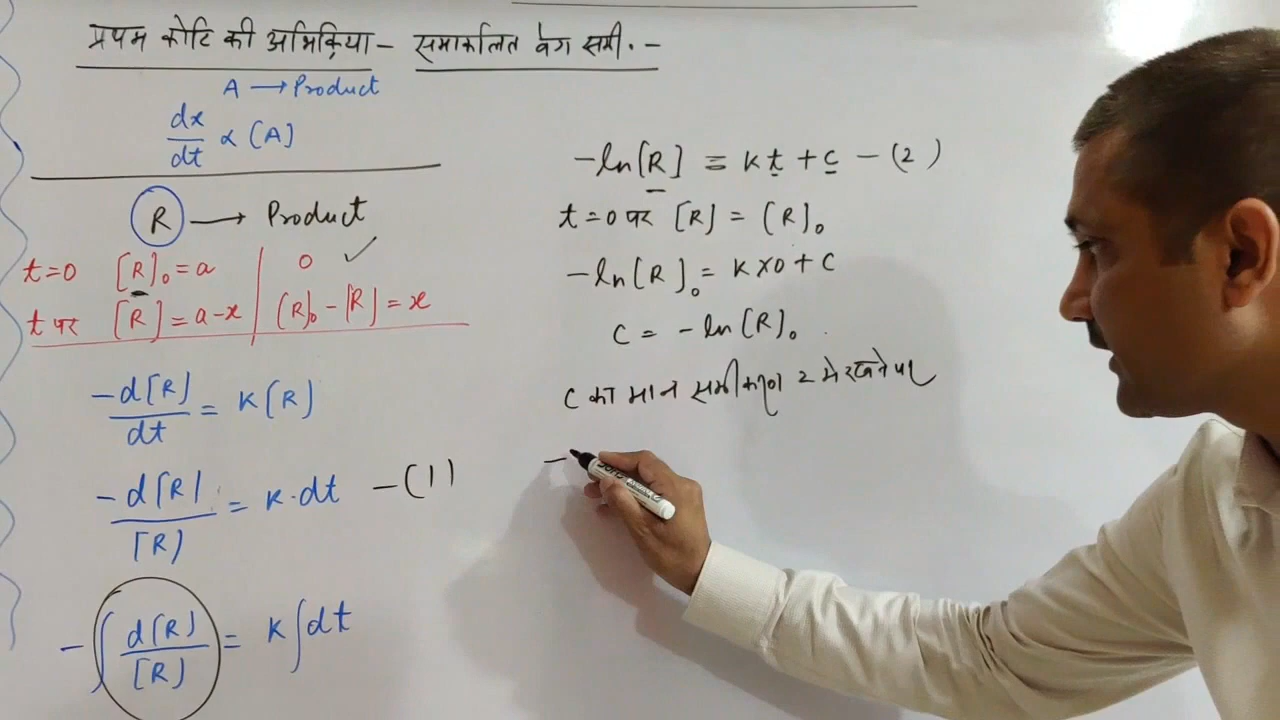 प्रथम कोटि की अभिक्रिया - समाकलित वेग समी. -
A → Product
dx/dt ∝ [A]
R → Product
t=0 [R]₀ = a | 0 ✓
t पर [R] = a-x | [R]₀ - [R] = x
-d[R]/dt = K[R]
-d[R]/[R] = K·dt -(1)
-∫ d[R]/[R] = K∫dt
-ln[R] = Kt + c -(2)
t=0 पर [R] = [R]₀
-ln[R]₀ = K×0 + C
C = -ln[R]₀
C का मान समीकरण 2 मे रखने पर
-